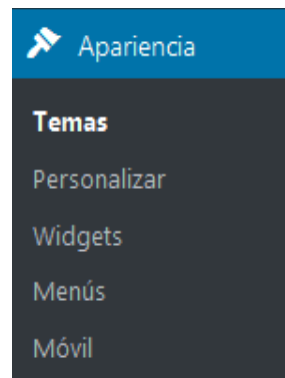 Apariencia
Temas
Personalizar
Widgets
Menús
Móvil